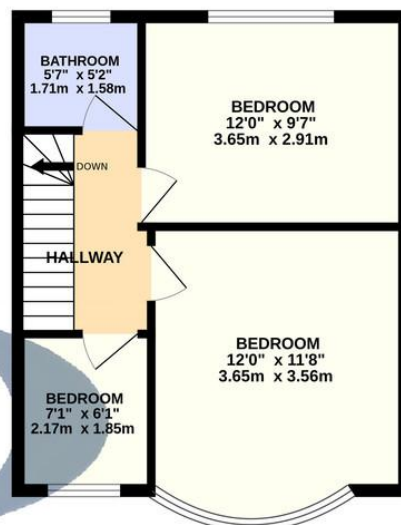 BATHROOM
5'7" x 5'2"
1.71m x 1.58m
BEDROOM
12'0" x 9'7"
3.65m x 2.91m
DOWN
HALLWAY
BEDROOM
12'0" x 11'8"
3.65m x 3.56m
BEDROOM
7'1" x 6'1"
2.17m x 1.85m